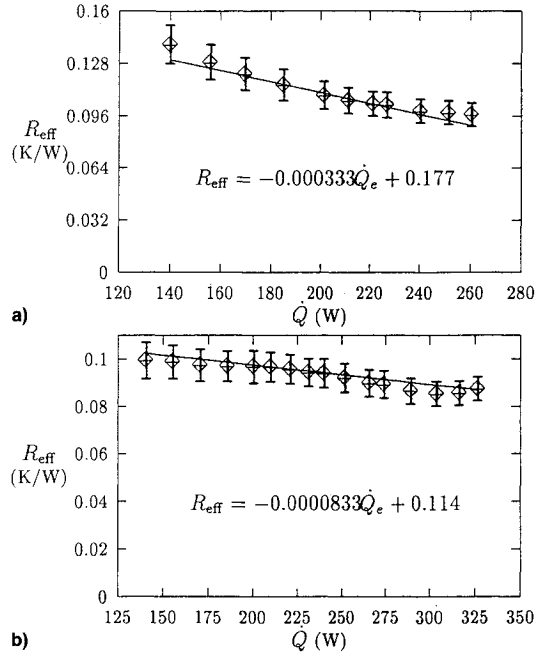 0.16
0.128
0.096
R_eff
(K/W)
0.064
0.032
0
R_eff = −0.000333Q̇_e + 0.177
120 140 160 180 200 220 240 260 280
Q̇ (W)
a)
0.1
0.08
0.06
R_eff
(K/W)
0.04
0.02
0
R_eff = −0.0000833Q̇_e + 0.114
125 150 175 200 225 250 275 300 325 350
Q̇ (W)
b)